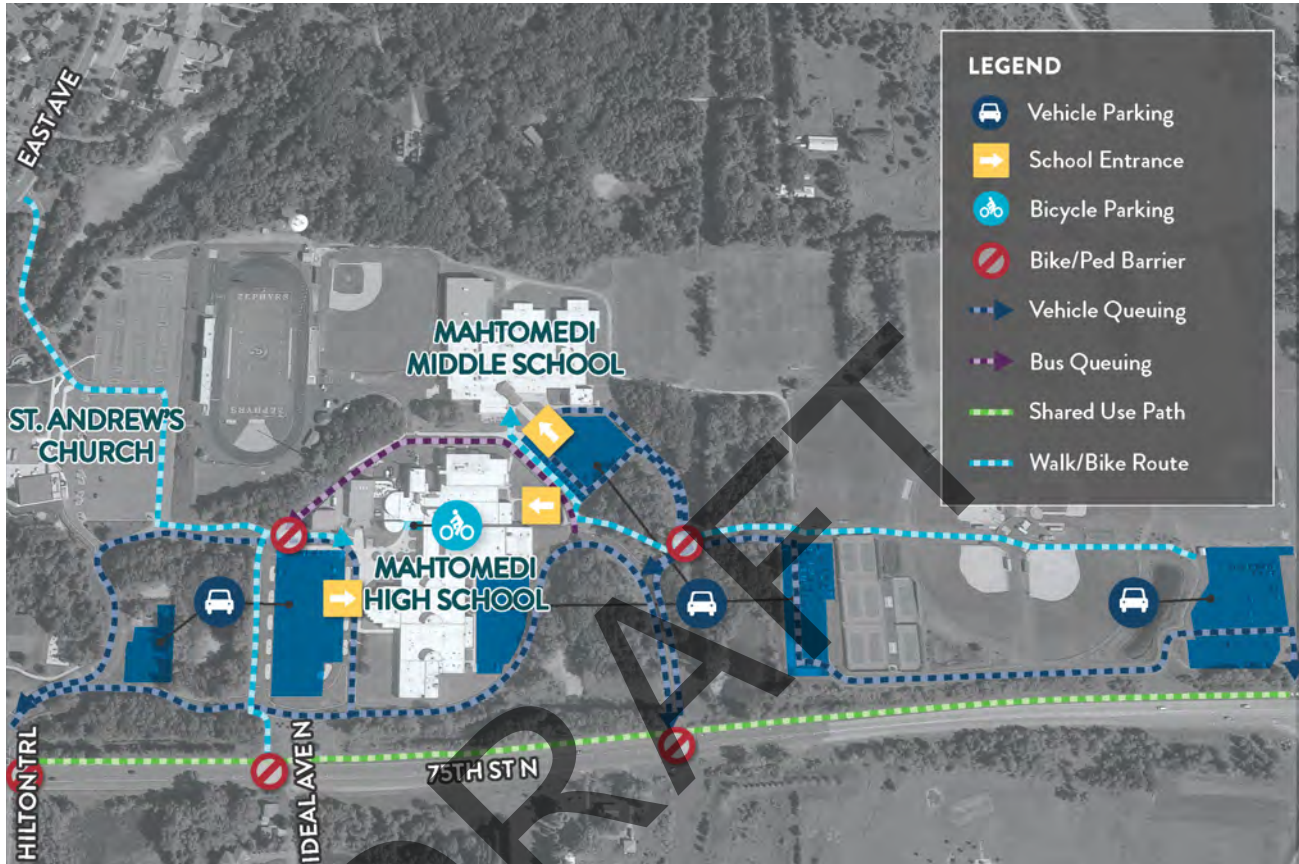 LEGEND
Vehicle Parking
School Entrance
Bicycle Parking
Bike/Ped Barrier
Vehicle Queuing
Bus Queuing
Shared Use Path
Walk/Bike Route
EAST AVE
ZEPHYRS
ZEPHYRS
MAHTOMEDI
MIDDLE SCHOOL
ST. ANDREW'S
CHURCH
MAHTOMEDI
HIGH SCHOOL
HILTON TRL
IDEAL AVE N
75TH ST N
DRAFT